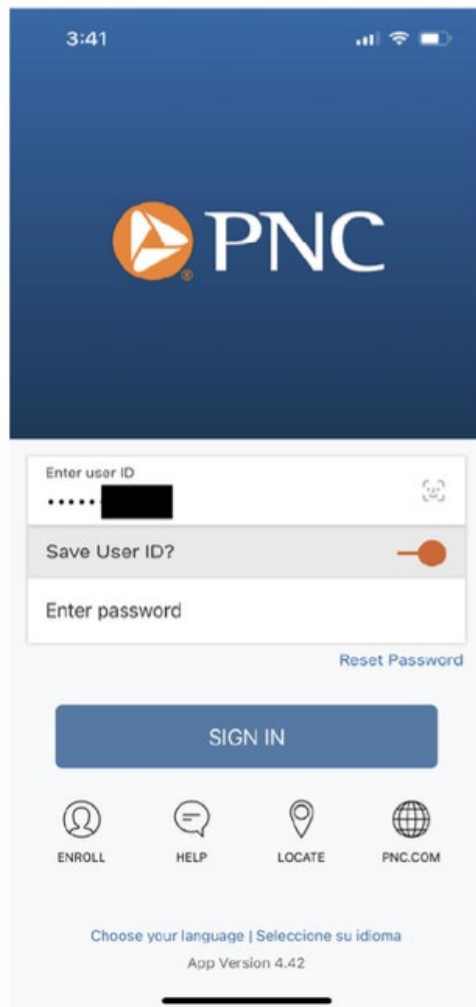 3:41
PNC
®
Enter user ID
•••••
Save User ID?
Enter password
Reset Password
SIGN IN
ENROLL HELP LOCATE PNC.COM
Choose your language | Seleccione su idioma
App Version 4.42